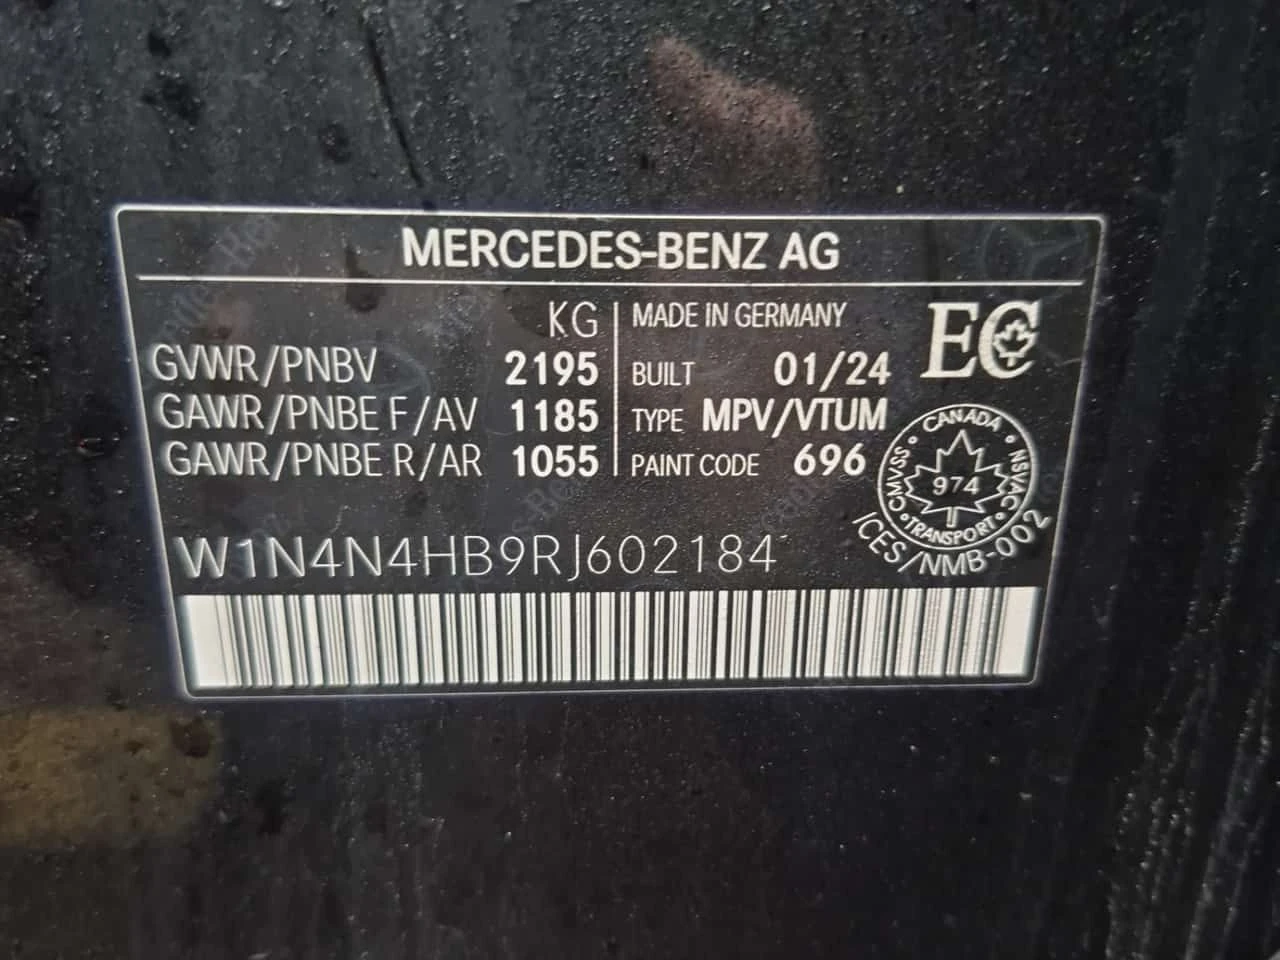 MERCEDES-BENZ AG
KG
GVWR/PNBV 2195
GAWR/PNBE F/AV 1185
GAWR/PNBE R/AR 1055
MADE IN GERMANY
BUILT 01/24
TYPE MPV/VTUM
PAINT CODE 696
EC
CANADA
CMVSS NSVAC
974
TRANSPORT
ICES/NMB-002
W1N4N4HB9RJ602184